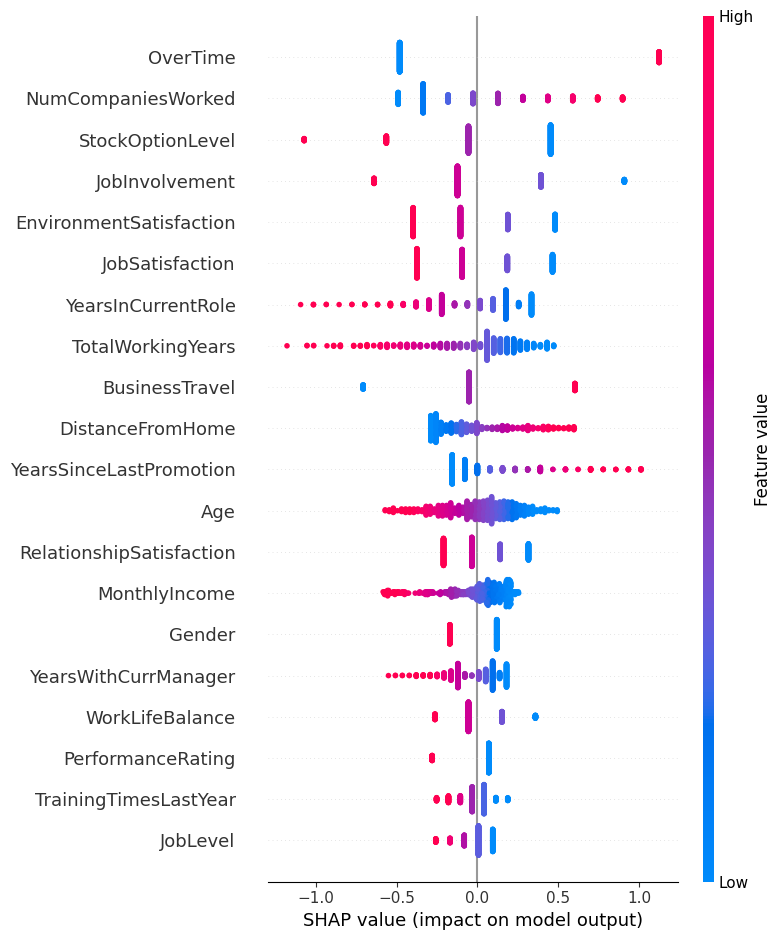 High
OverTime
NumCompaniesWorked
StockOptionLevel
JobInvolvement
EnvironmentSatisfaction
JobSatisfaction
YearsInCurrentRole
TotalWorkingYears
BusinessTravel
DistanceFromHome
YearsSinceLastPromotion
Age
RelationshipSatisfaction
MonthlyIncome
Gender
YearsWithCurrManager
WorkLifeBalance
PerformanceRating
TrainingTimesLastYear
JobLevel
Feature value
Low
−1.0 −0.5 0.0 0.5 1.0
SHAP value (impact on model output)